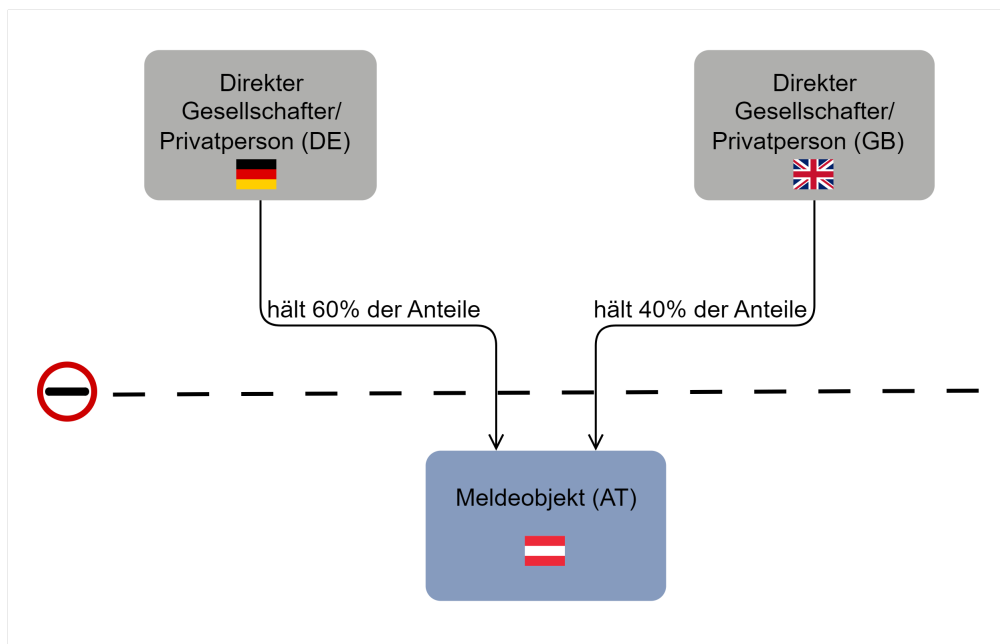 Direkter
Gesellschafter/
Privatperson (DE)
Direkter
Gesellschafter/
Privatperson (GB)
hält 60% der Anteile
hält 40% der Anteile
Meldeobjekt (AT)